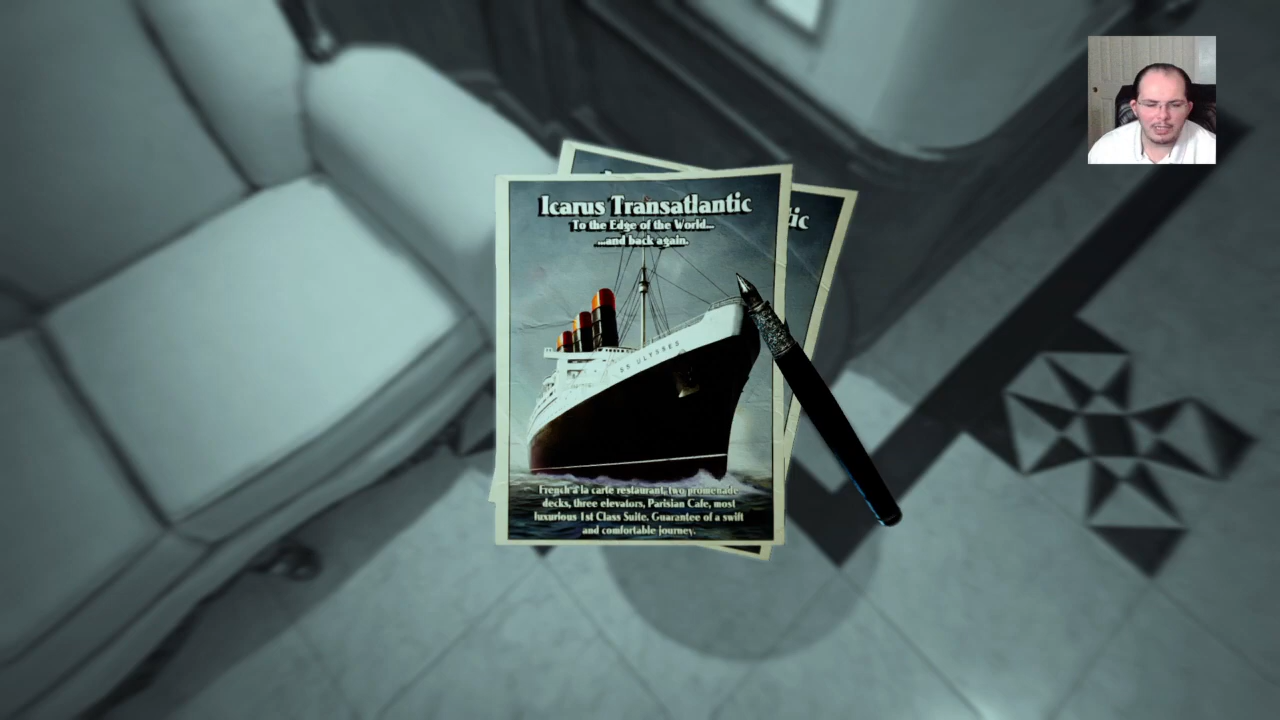 Icarus Transatlantic
To the Edge of the World...
...and back again.
SS ULYSSES
French a la carte restaurant, two promenade
decks, three elevators, Parisian Cafe, most
luxurious 1st Class Suite. Guarantee of a swift
and comfortable journey.
ic